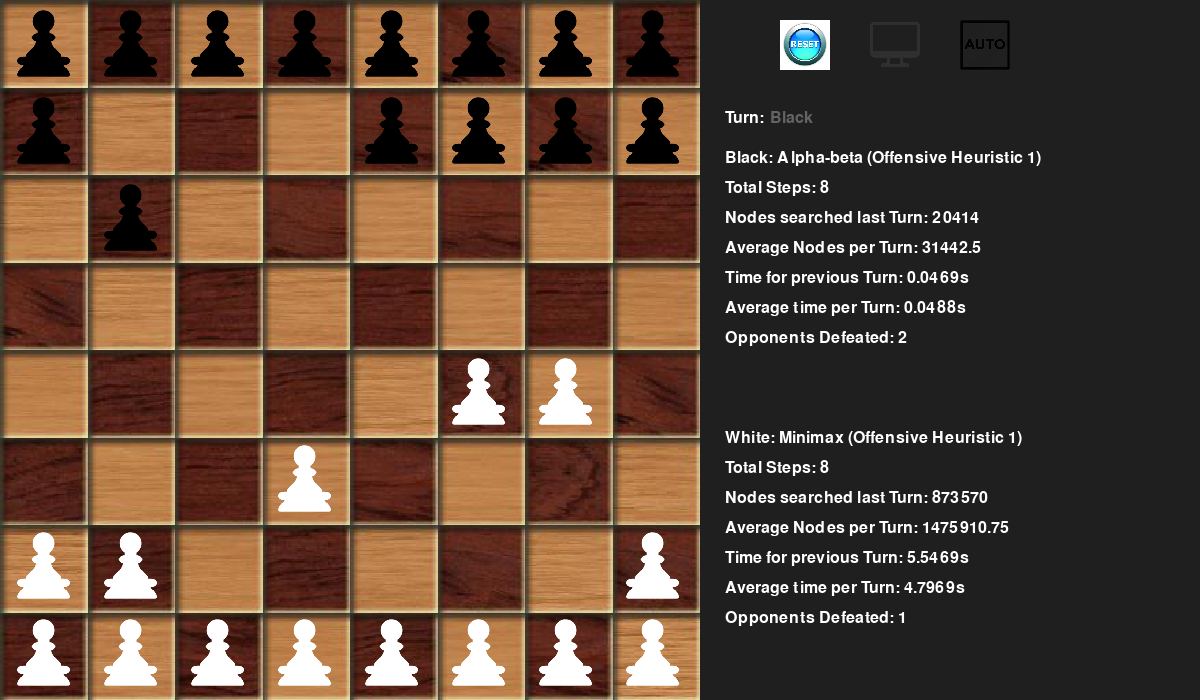 RESET
AUTO
Turn: Black
Black: Alpha-beta (Offensive Heuristic 1)
Total Steps: 8
Nodes searched last Turn: 20414
Average Nodes per Turn: 31442.5
Time for previous Turn: 0.0469s
Average time per Turn: 0.0488s
Opponents Defeated: 2
White: Minimax (Offensive Heuristic 1)
Total Steps: 8
Nodes searched last Turn: 873570
Average Nodes per Turn: 1475910.75
Time for previous Turn: 5.5469s
Average time per Turn: 4.7969s
Opponents Defeated: 1